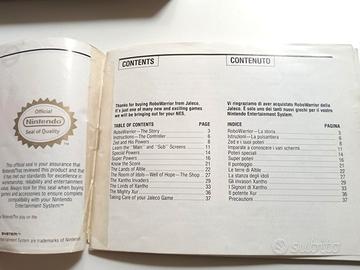 Official
Nintendo
Seal of Quality
This official seal is your assurance that
Nintendo® has reviewed this product and that
it has met our standards for excellence in
workmanship, reliability and entertainment
value. Always look for this seal when buying
games and accessories to ensure complete
compatibility with your Nintendo
Entertainment System™
SYSTEM™
tertainment System are trademarks of Nintendo.
CONTENTS
Thanks for buying RoboWarrior from Jaleco.
It's just one of many new and exciting games
we will be bringing out for your NES.
TABLE OF CONTENTS PAGE
RoboWarrior—The Story 3
Instructions—The Controller 6
Zed and His Powers 8
Learn the "Main" and "Sub" Screens 11
Special Powers 14
Super Powers 16
Know the Score 21
The Lands of Altile 22
The Room of Idols—Well of Hope—The Shop 27
The Xantho Invaders 29
The Lords of Xantho 33
The Mighty Xur 36
Taking Care of your Jaleco Game 37
CONTENUTO
Vi ringraziamo di aver acquistato RoboWarrior della
Jaleco. È solo uno dei tanti nuovi giochi per il vostro
Nintendo Entertainment System.
INDICE PAGINA
RoboWarrior—La storia 3
Istruzioni—La pulsantiera 6
Zed e i suoi poteri 8
Imparate a conoscere i vari schermi 11
Poteri speciali 14
Super poteri 16
Il punteggio 21
Le terre di Altile 22
La stanza degli idoli 27
Gli invasori Xantho 29
I Signori di Xantho 33
Il potente Xur 36
Precauzioni 37
subito